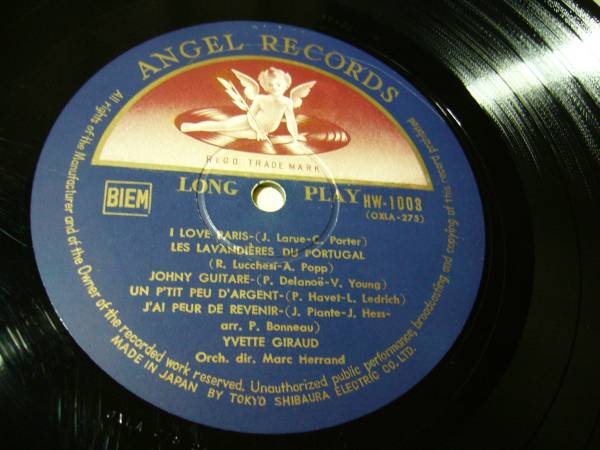 ANGEL RECORDS
REGD. TRADE MARK
BIEM
LONG PLAY HW-1003
(OXLA-275)
I LOVE PARIS-(J. Larue-C. Porter)
LES LAVANDIÈRES DU PORTUGAL
(R. Lucchesi-A. Popp)
JOHNY GUITARE-(P. Delanoë-V. Young)
UN P'TIT PEU D'ARGENT-(P. Havet-L. Ledrich)
J'AI PEUR DE REVENIR-(J. Plante-J. Hess-
arr. P. Bonneau)
YVETTE GIRAUD
Orch. dir. Marc Herrand
All rights of the Manufacturer and of the Owner of the recorded work reserved. Unauthorized public performance, broadcasting, and copying of this record prohibited
MADE IN JAPAN BY TOKYO SHIBAURA ELECTRIC CO. LTD.